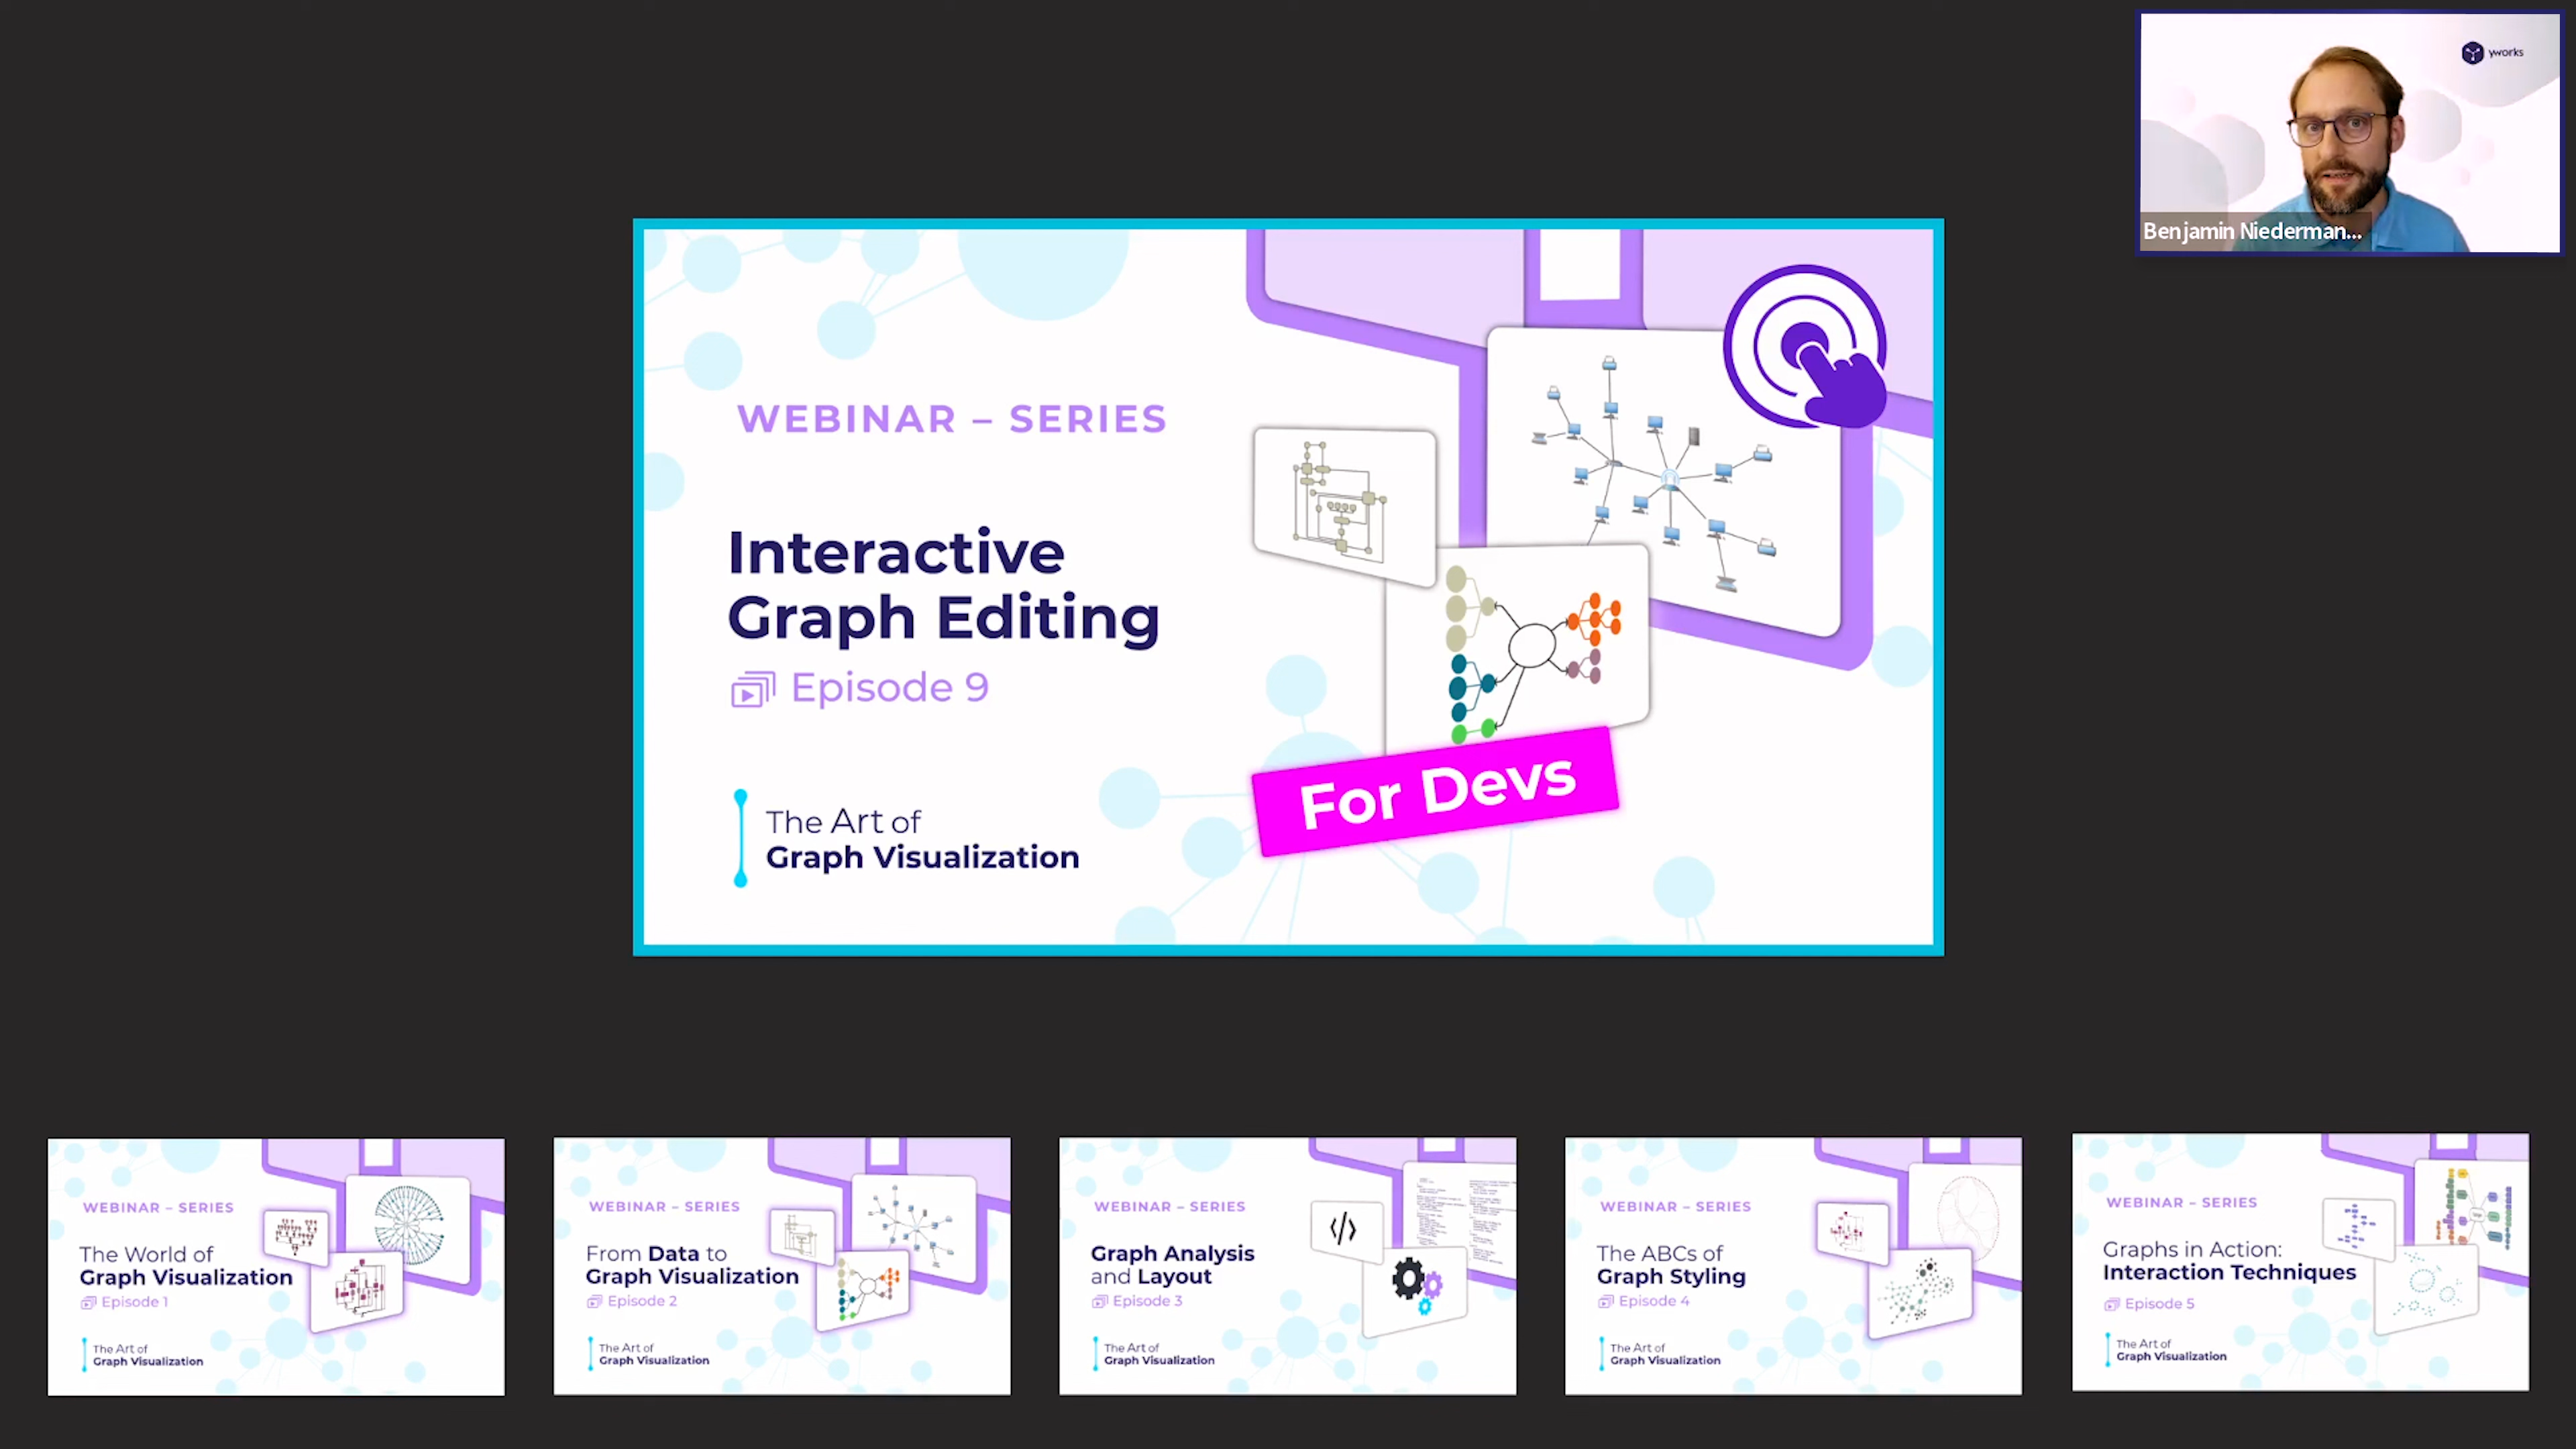 yworks
Benjamin Niederman...
WEBINAR – SERIES
Interactive
Graph Editing
Episode 9
The Art of
Graph Visualization
For Devs
WEBINAR – SERIES
The World of
Graph Visualization
Episode 1
The Art of
Graph Visualization
WEBINAR – SERIES
From Data to
Graph Visualization
Episode 2
The Art of
Graph Visualization
WEBINAR – SERIES
Graph Analysis
and Layout
Episode 3
The Art of
Graph Visualization
</>
WEBINAR – SERIES
The ABCs of
Graph Styling
Episode 4
The Art of
Graph Visualization
WEBINAR – SERIES
Graphs in Action:
Interaction Techniques
Episode 5
The Art of
Graph Visualization